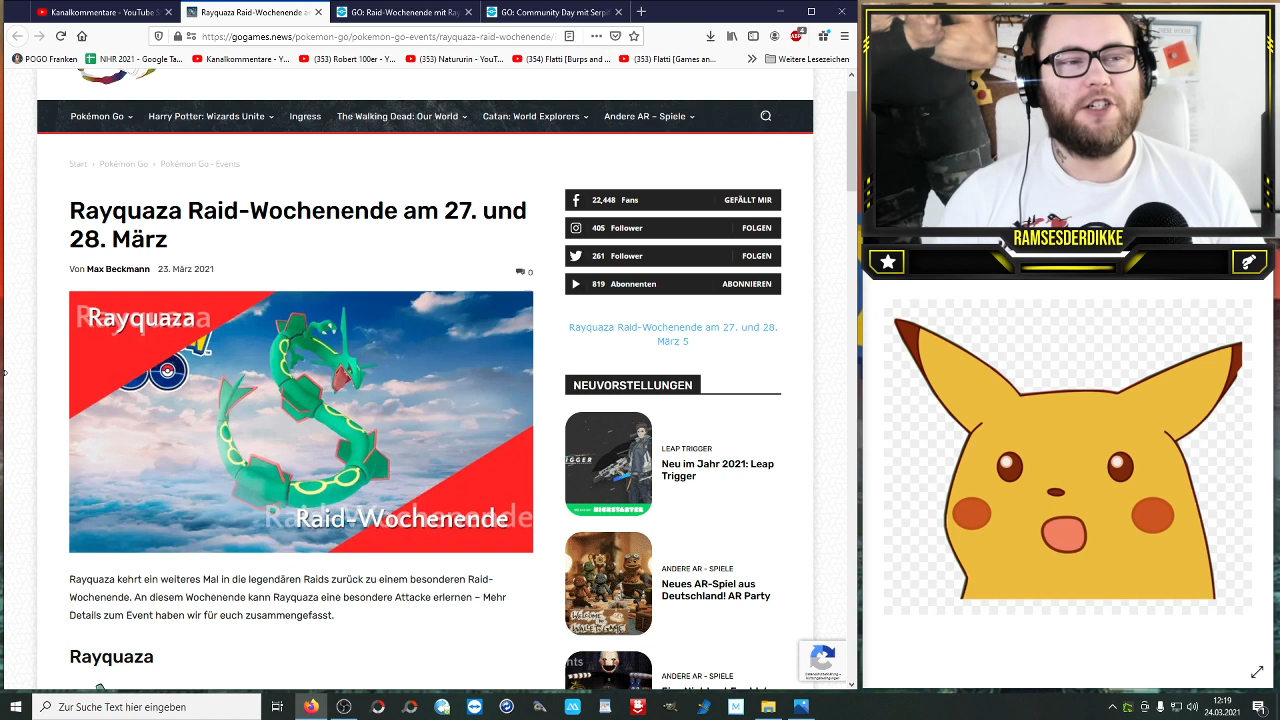 Kanalkommentare - YouTube S
Rayquaza Raid-Wochenende am
GO: Raid-Wochenende mit Ray
GO: Community Day mit Serpif
https://gogames.news
POGO Franken
NHR 2021 - Google Ta...
Kanalkommentare - Y...
(353) Robert 100er - Y...
(353) Natururin - YouT...
(354) Flatti [Burps and ...
(353) Flatti [Games an...
Weitere Lesezeichen
Pokémon Go
Harry Potter: Wizards Unite
Ingress
The Walking Dead: Our World
Catan: World Explorers
Andere AR – Spiele
Start › Pokémon Go › Pokémon Go - Events
Rayquaza Raid-Wochenende am 27. und
28. März
Von Max Beckmann 23. März 2021
0
Rayquaza
Raid-Wochenende
Rayquaza kehrt ein weiteres Mal in die legendären Raids zurück zu einem besonderen Raid-
Wochenende. An diesem Wochenende kann Rayquaza eine besondere Attacke erlernen – Mehr
Details zum Event haben wir für euch zusammengefasst.
Rayquaza
22,448 Fans GEFÄLLT MIR
405 Follower FOLGEN
261 Follower FOLGEN
819 Abonnenten ABONNIEREN
Rayquaza Raid-Wochenende am 27. und 28.
März 5
NEUVORSTELLUNGEN
LEAP TRIGGER
Neu im Jahr 2021: Leap
Trigger
KICKSTARTER
ANDERE AR - SPIELE
Neues AR-Spiel aus
Deutschland! AR Party
ANDERE AR - SPIELE
RAMSESDERDIKKE
Zur Suche Text hier eingeben
12:19
24.03.2021